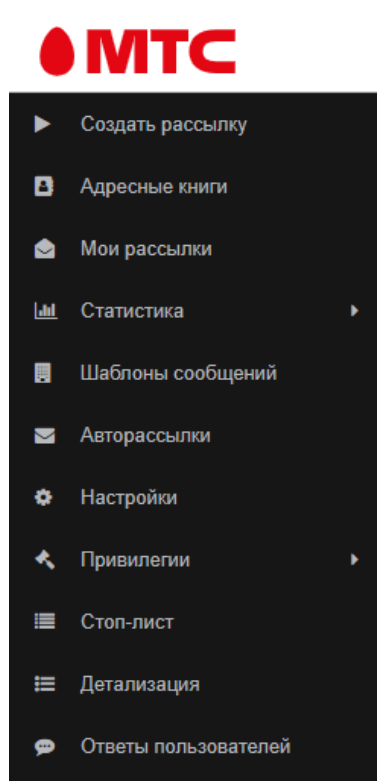 МТС
Создать рассылку
Адресные книги
Мои рассылки
Статистика
Шаблоны сообщений
Авторассылки
Настройки
Привилегии
Стоп-лист
Детализация
Ответы пользователей